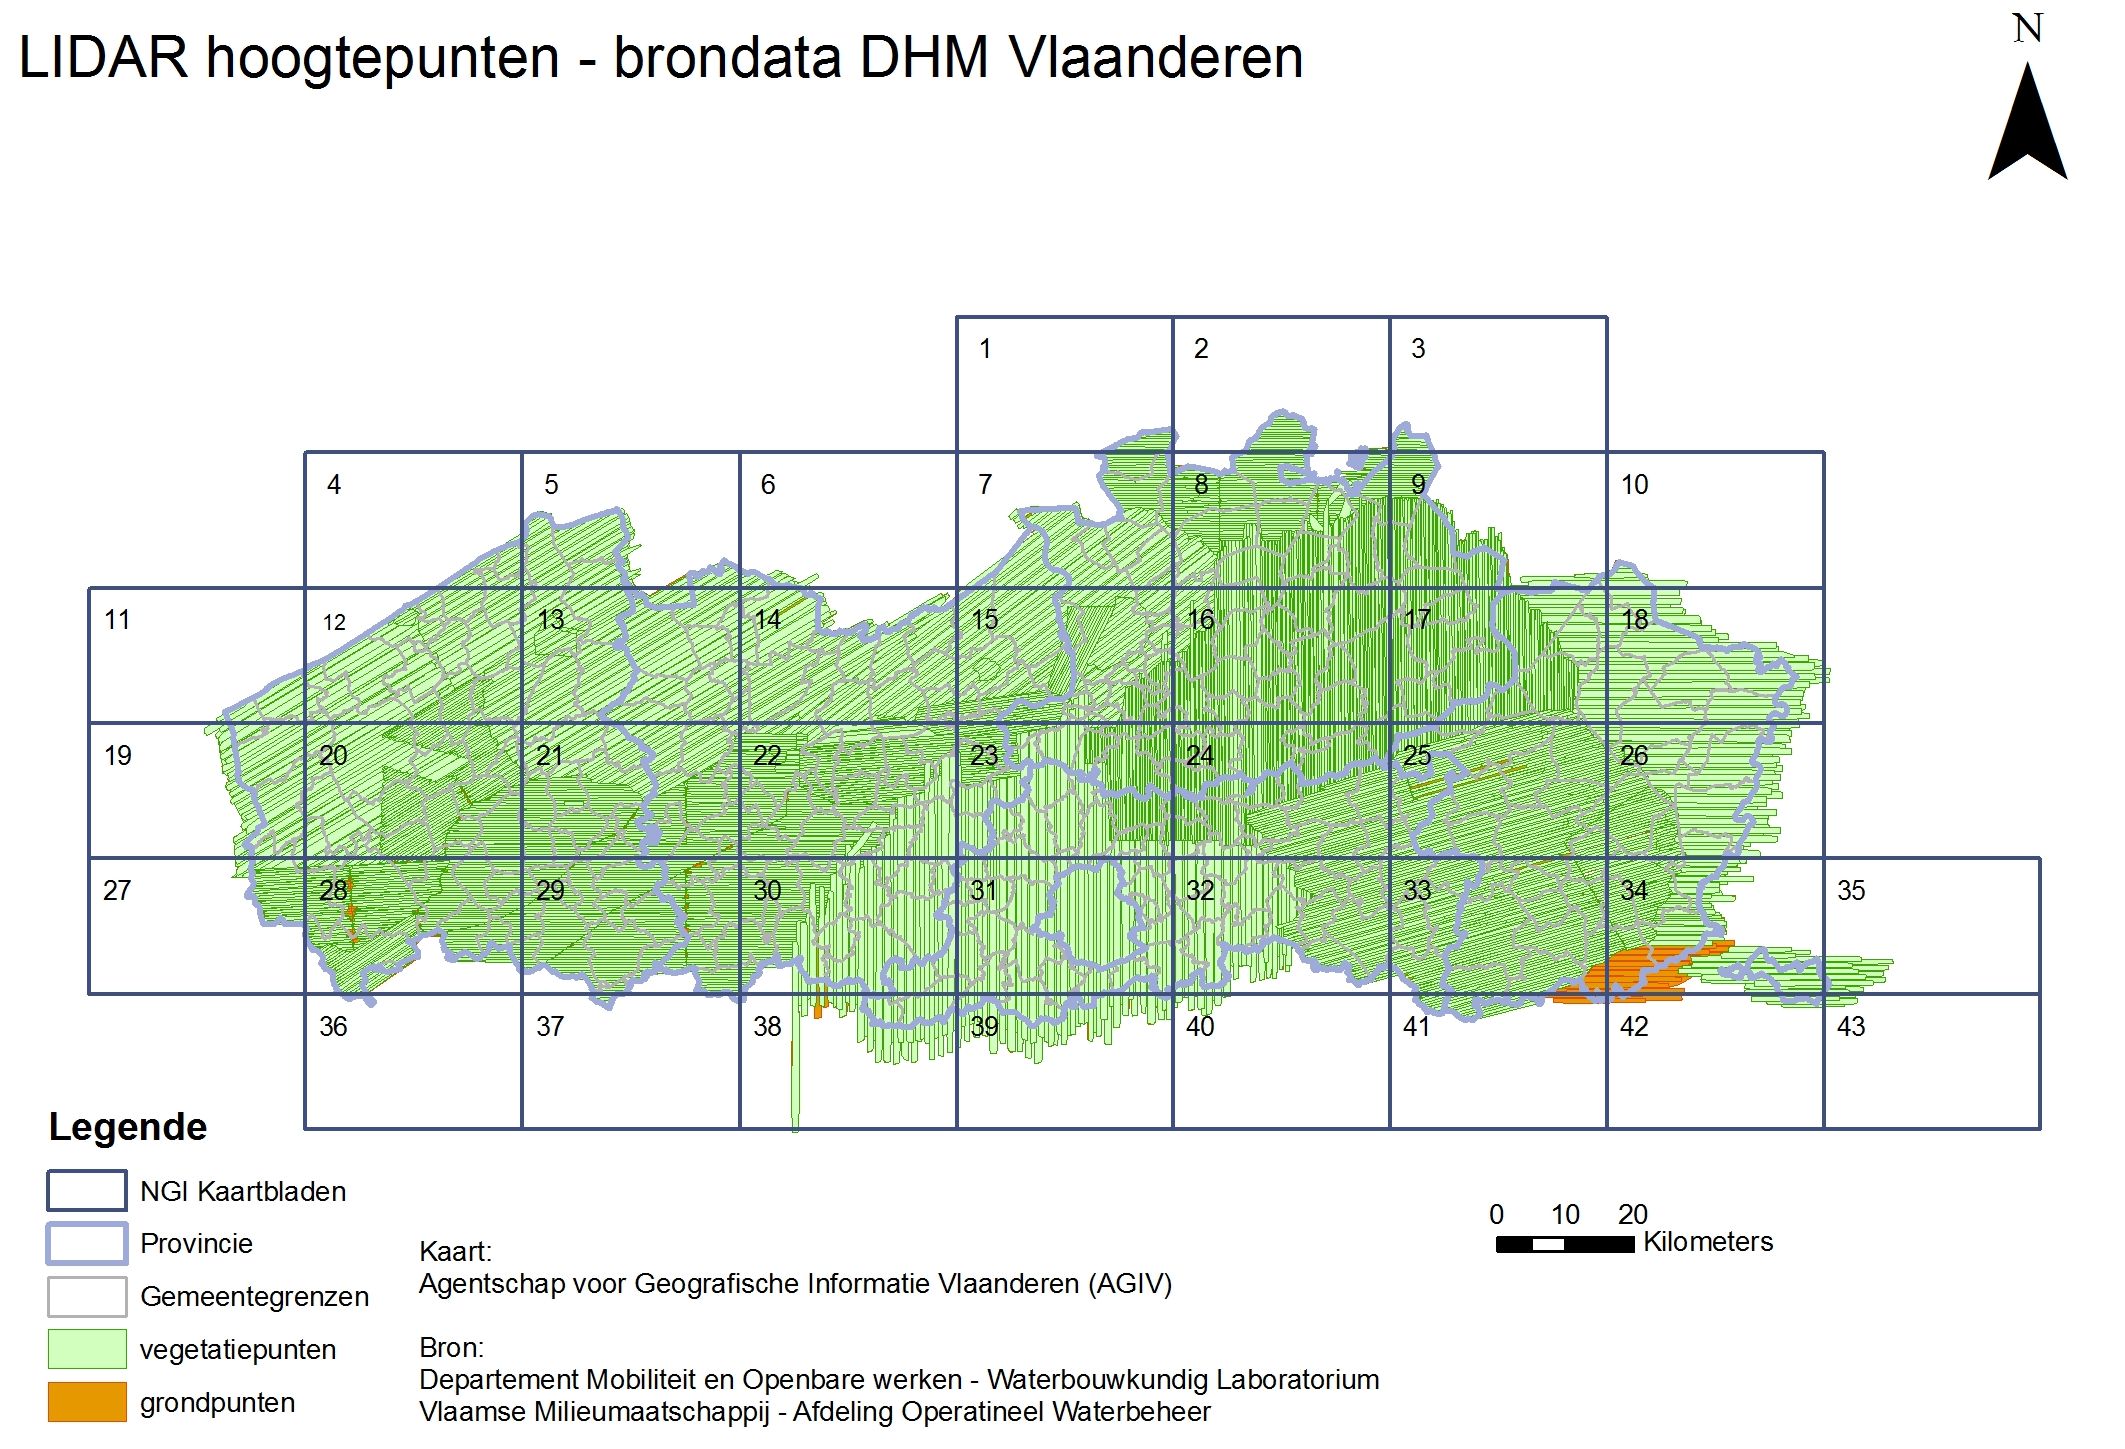 LIDAR hoogtepunten - brondata DHM Vlaanderen
N
1 2 3
4 5 6 7 8 9 10
11 12 13 14 15 16 17 18
19 20 21 22 23 24 25 26
27 28 29 30 31 32 33 34 35
36 37 38 39 40 41 42 43
Legende
NGI Kaartbladen
Provincie
Gemeentegrenzen
vegetatiepunten
grondpunten
Kaart:
Agentschap voor Geografische Informatie Vlaanderen (AGIV)
Bron:
Departement Mobiliteit en Openbare werken - Waterbouwkundig Laboratorium
Vlaamse Milieumaatschappij - Afdeling Operatineel Waterbeheer
0 10 20
Kilometers